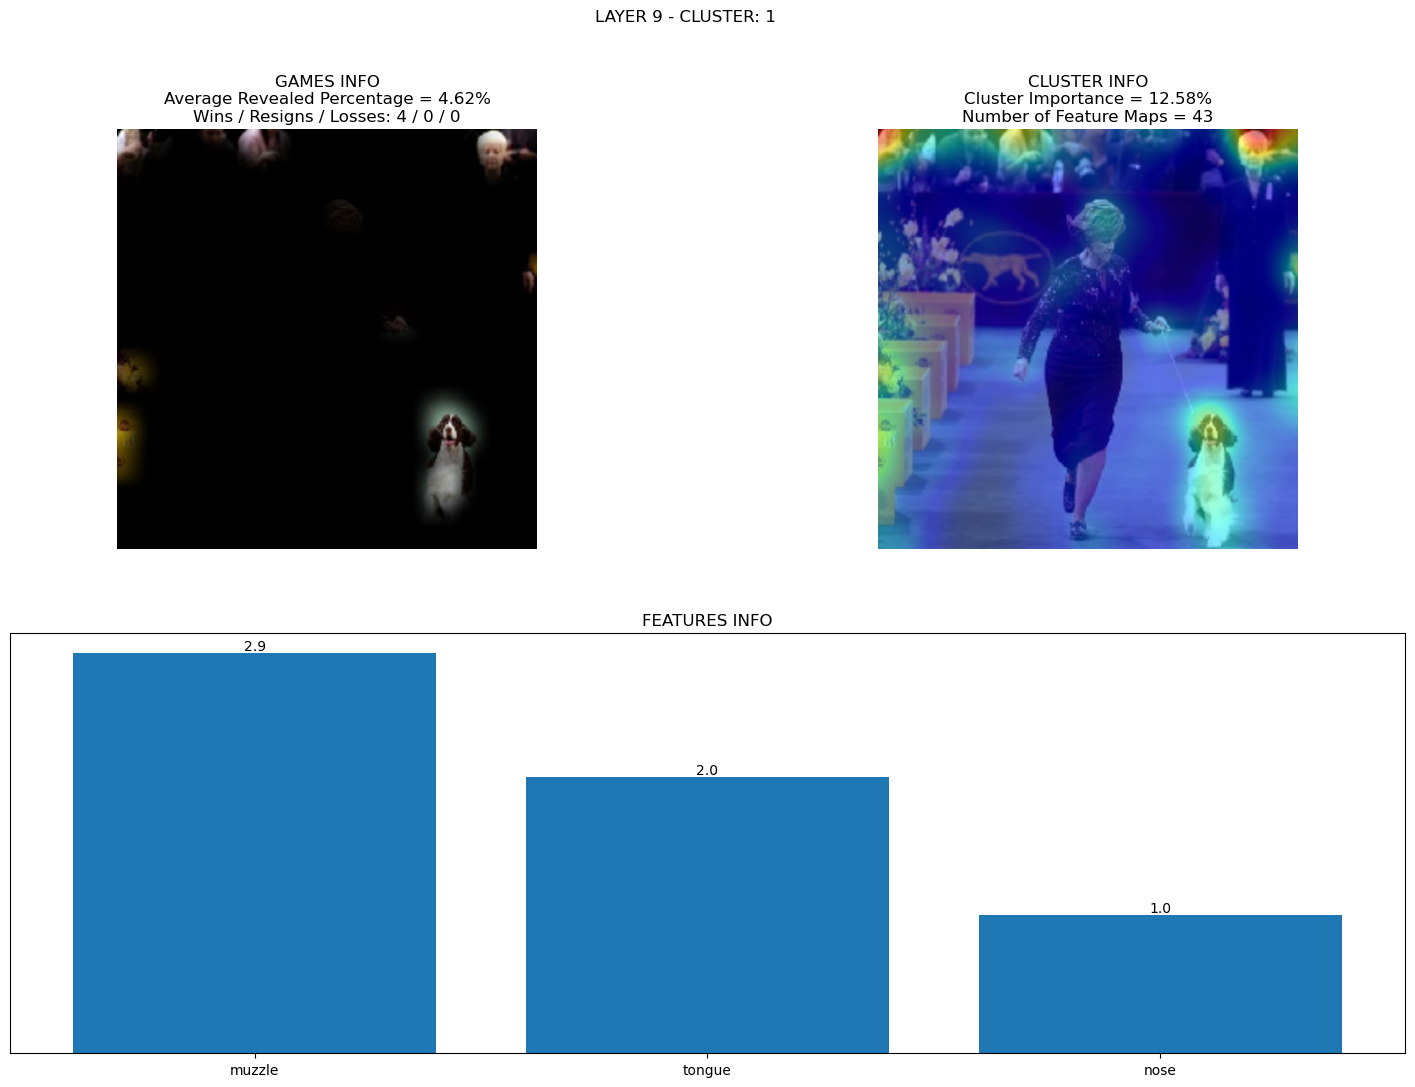 LAYER 9 - CLUSTER: 1
GAMES INFO
Average Revealed Percentage = 4.62%
Wins / Resigns / Losses: 4 / 0 / 0
CLUSTER INFO
Cluster Importance = 12.58%
Number of Feature Maps = 43
FEATURES INFO
2.9
2.0
1.0
muzzle
tongue
nose